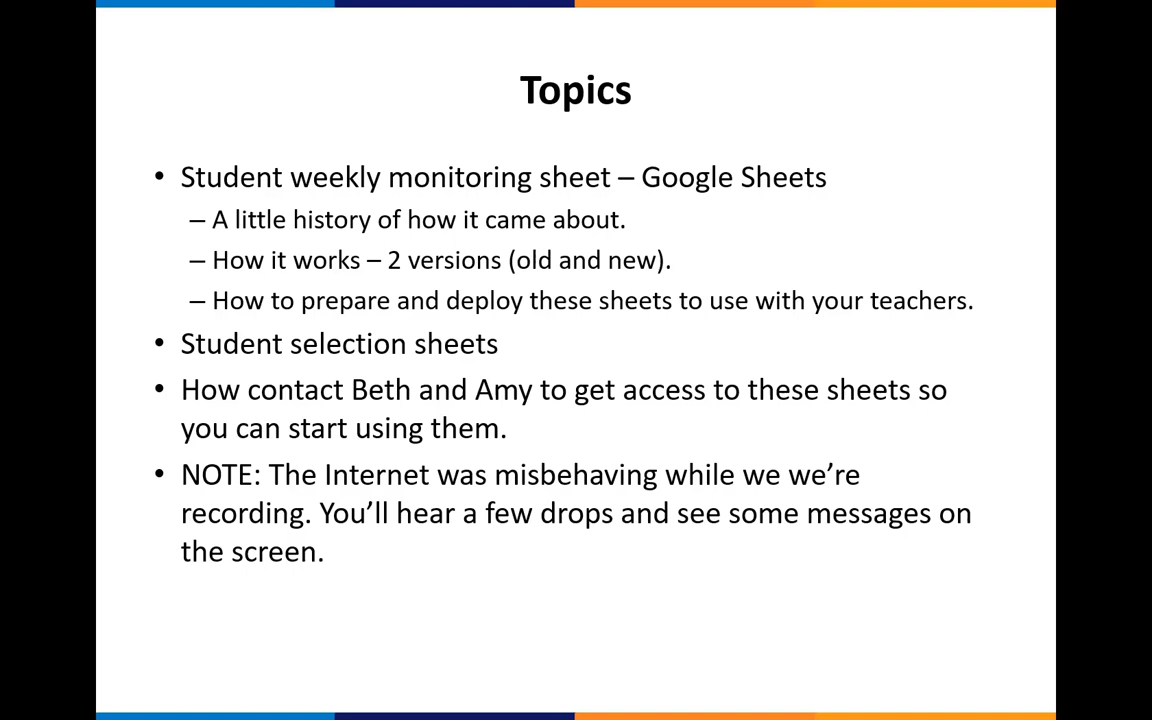 Topics
• Student weekly monitoring sheet – Google Sheets
– A little history of how it came about.
– How it works – 2 versions (old and new).
– How to prepare and deploy these sheets to use with your teachers.
• Student selection sheets
• How contact Beth and Amy to get access to these sheets so
you can start using them.
• NOTE: The Internet was misbehaving while we we’re
recording. You’ll hear a few drops and see some messages on
the screen.